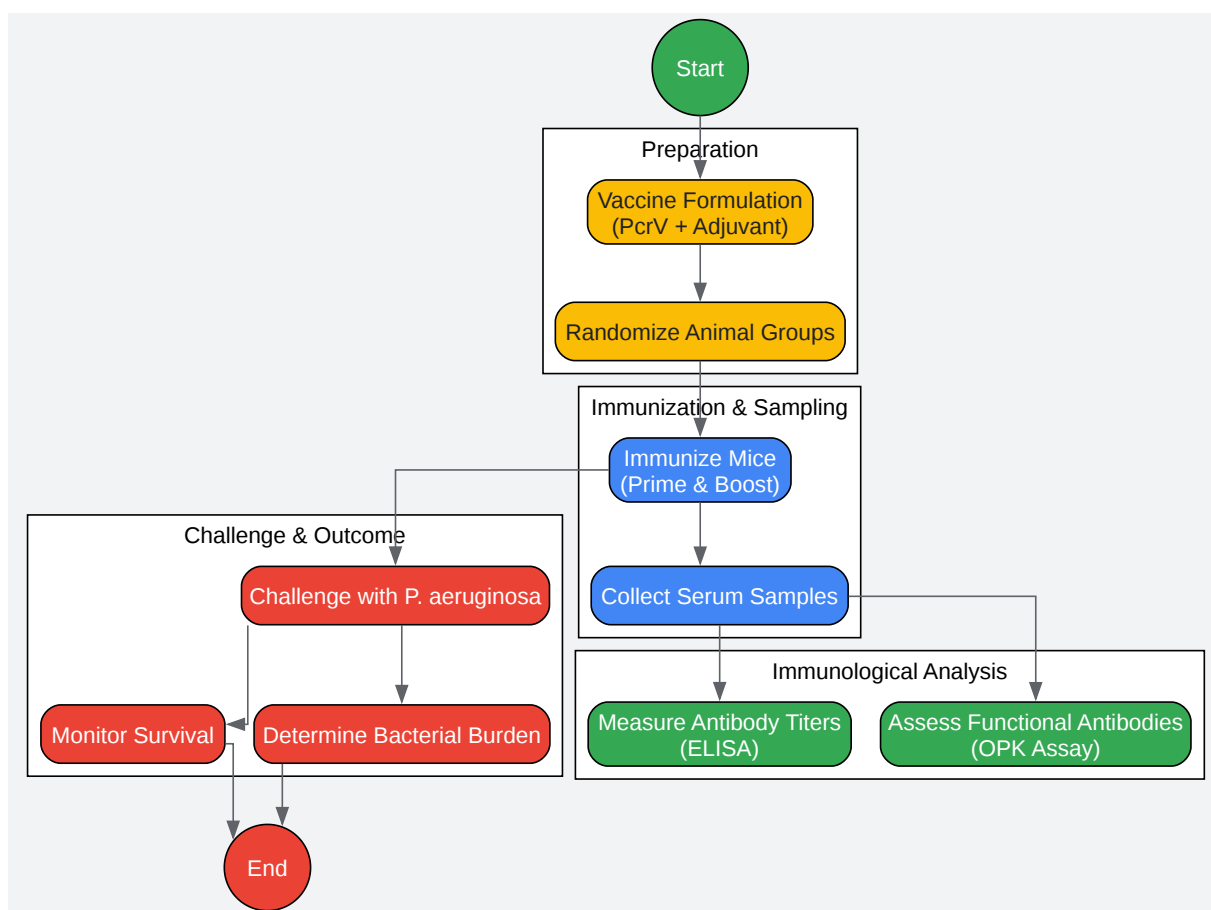 Start
Preparation
Vaccine Formulation
(PcrV + Adjuvant)
Randomize Animal Groups
Immunization & Sampling
Immunize Mice
(Prime & Boost)
Challenge & Outcome
Challenge with P. aeruginosa
Collect Serum Samples
Immunological Analysis
Monitor Survival
Determine Bacterial Burden
Measure Antibody Titers
(ELISA)
Assess Functional Antibodies
(OPK Assay)
End